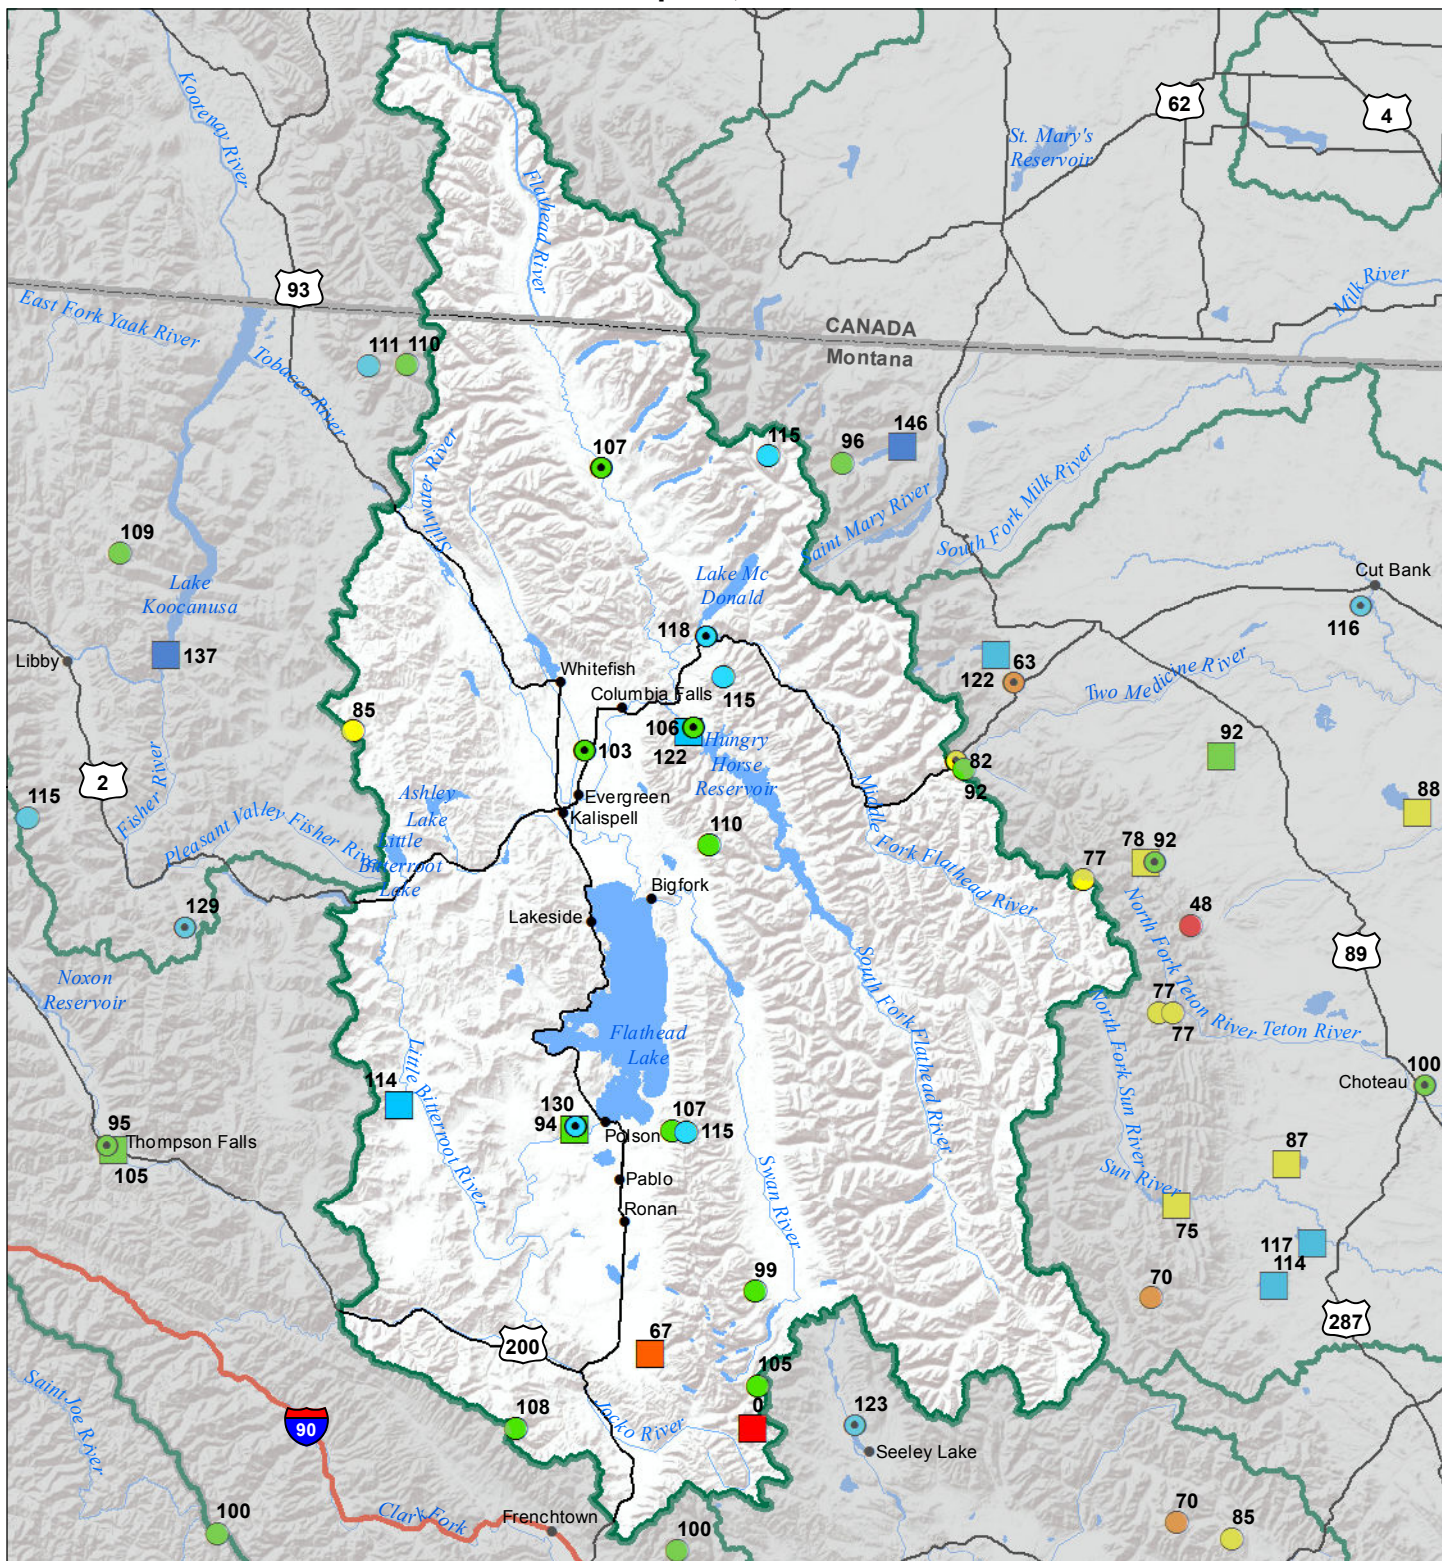 62
4
Kootenay River
St. Mary's
Reservoir
Flathead River
93
East Fork Yaak River
Milk River
CANADA
Montana
Tobacco River
111
110
107
115
96
146
Stillwater River
Saint Mary River
South Fork Milk River
109
Lake
Koocanusa
Lake Mc
Donald
Cut Bank
116
118
Libby
137
Whitefish
Columbia Falls
115
63
122
Two Medicine River
85
106
122
Hungry
Horse
Reservoir
103
82
92
92
2
Fisher River
Ashley
Lake
Evergreen
Kalispell
88
115
Pleasant Valley Fisher River
Little
Bitterroot
Lake
110
Middle Fork Flathead River
77
78
92
Bigfork
Lakeside
129
48
North Fork Teton River
89
Noxon
Reservoir
Flathead
Lake
South Fork Flathead River
77
77
Teton River
North Fork Sun River
100
Choteau
Little Bitterroot River
114
130
94
Polson
107
115
95
Thompson Falls
105
Pablo
Swan River
Sun River
87
75
Ronan
117
114
99
70
287
200
67
105
0
Saint Joe River
90
108
Jocko River
123
Seeley Lake
Clark Fork
Frenchtown
100
100
70
85